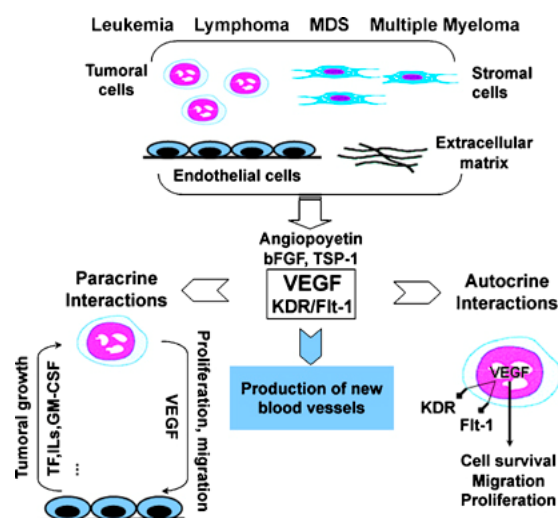 Leukemia Lymphoma MDS Multiple Myeloma
Tumoral
cells
Stromal
cells
Extracellular
matrix
Endothelial cells
Angiopoyetin
bFGF, TSP-1
VEGF
KDR/Flt-1
Paracrine
Interactions
Autocrine
Interactions
Tumoral growth
TF,ILs,GM-CSF
...
Proliferation, migration
VEGF
Production of new
blood vessels
VEGF
KDR
Flt-1
Cell survival
Migration
Proliferation